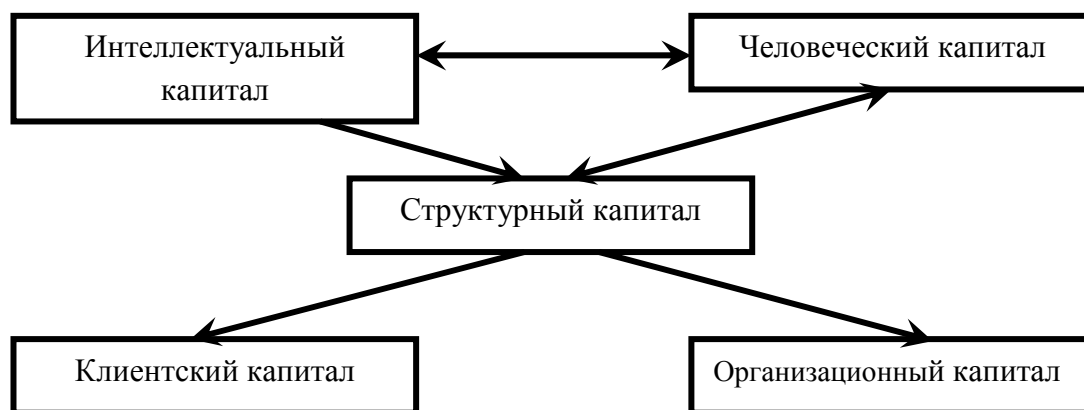 Интеллектуальный
капитал
Человеческий капитал
Структурный капитал
Клиентский капитал
Организационный капитал